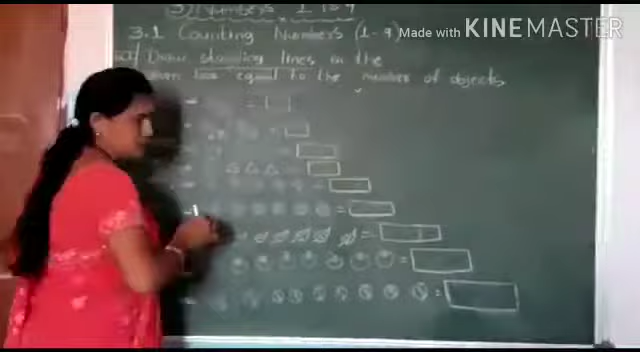 3) Numbers 1 to 9
3.1 Counting Numbers (1-9)
Made with KINEMASTER
Draw standing lines in the
given box equal to the number of objects